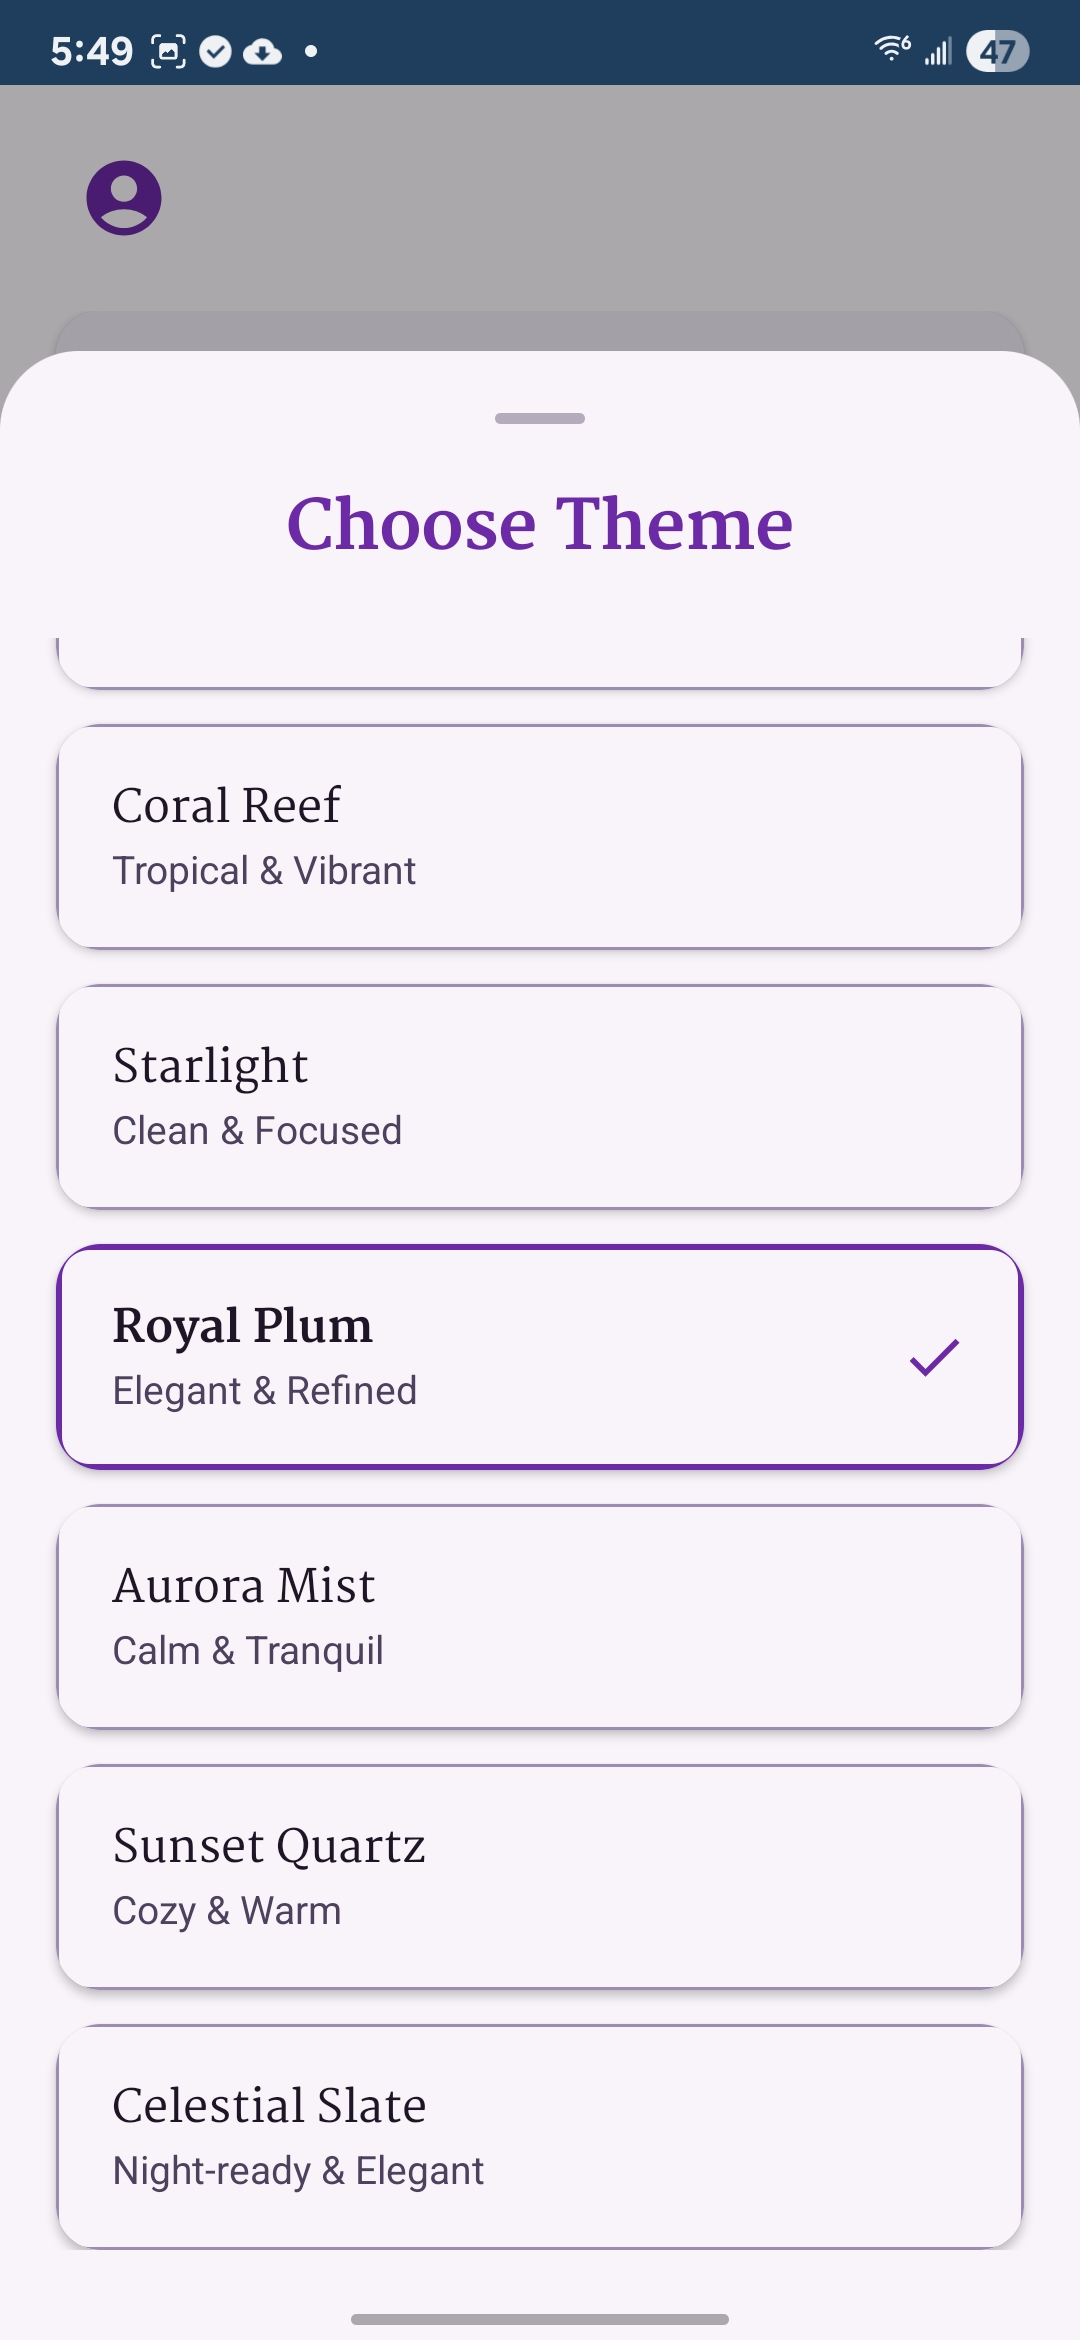 5:49
6
47
Choose Theme
Coral Reef
Tropical & Vibrant
Starlight
Clean & Focused
Royal Plum
Elegant & Refined
Aurora Mist
Calm & Tranquil
Sunset Quartz
Cozy & Warm
Celestial Slate
Night-ready & Elegant